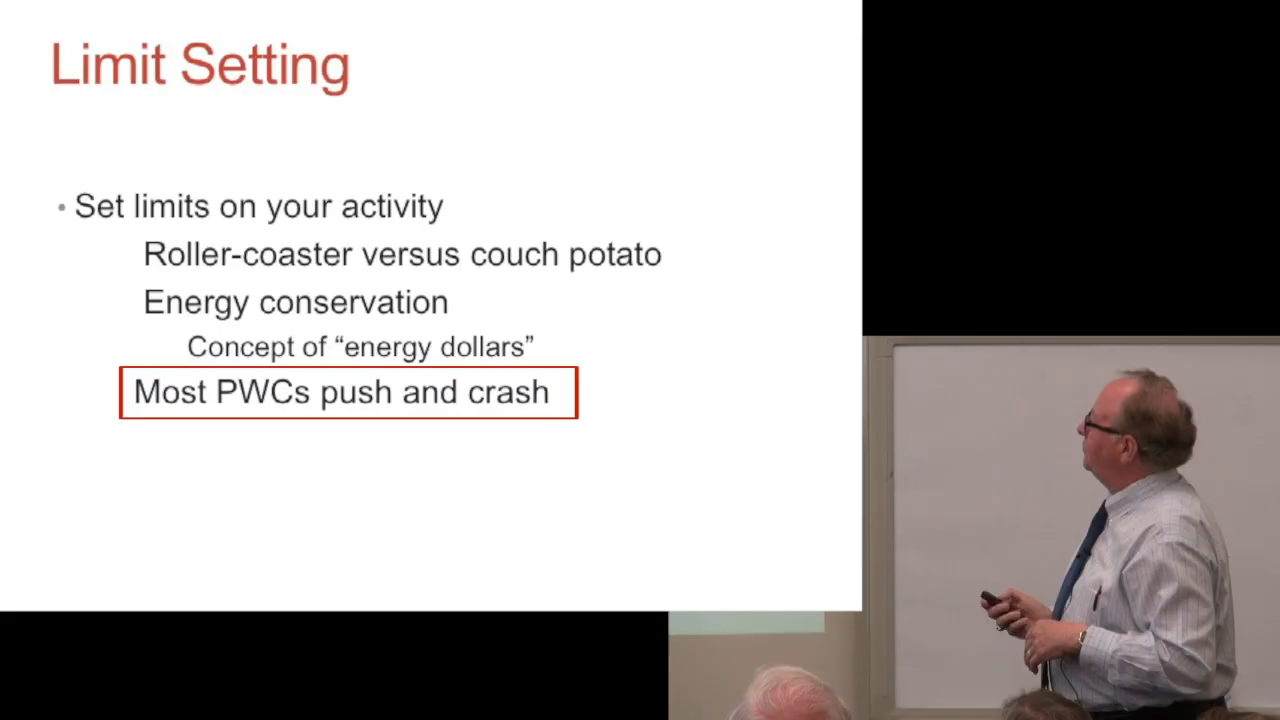 Limit Setting
• Set limits on your activity
Roller-coaster versus couch potato
Energy conservation
Concept of “energy dollars”
Most PWCs push and crash